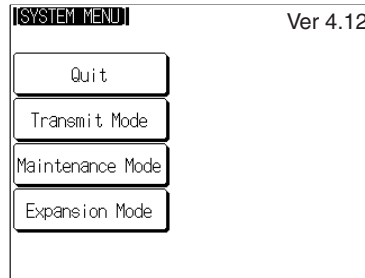 [SYSTEM MENU]
Ver 4.12
Quit
Transmit Mode
Maintenance Mode
Expansion Mode